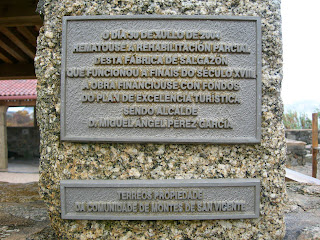 O DÍA 30 DE XULLO DE 2004
REMATOUSE A REHABILITACIÓN PARCIAL
DESTA FÁBRICA DE SALGAZÓN
QUE FUNCIONOU A FINAIS DO SÉCULO XVIII
A OBRA FINANCIOUSE CON FONDOS
DO PLAN DE EXCELENCIA TURÍSTICA
SENDO ALCALDE
D. MIGUEL ÁNGEL PÉREZ GARCÍA
TERREOS PROPIEDADE
DA COMUNIDADE DE MONTES DE SAN VICENTE